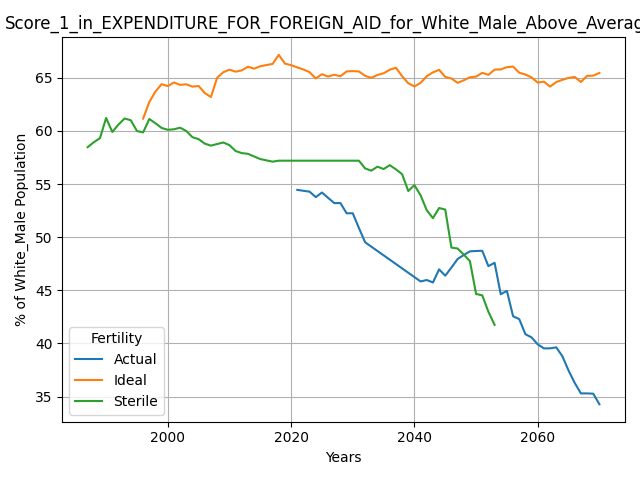 Score_1_in_EXPENDITURE_FOR_FOREIGN_AID_for_White_Male_Above_Averag
% of White_Male Population
65
60
55
50
45
40
35
Fertility
Actual
Ideal
Sterile
2000 2020 2040 2060
Years